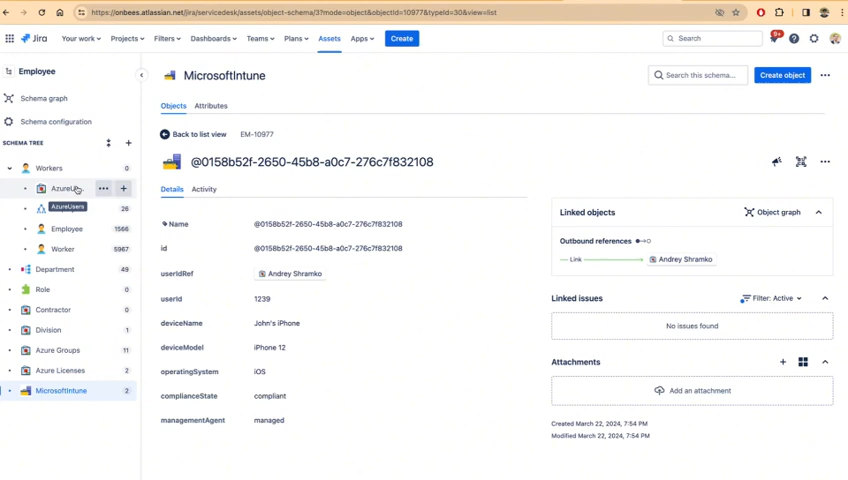 https://onbees.atlassian.net/jira/servicedesk/assets/object-schema/3?mode=object&objectId=10977&typeId=30&view=list
Jira Your work Projects Filters Dashboards Teams Plans Assets Apps Create Search 9+
Employee
Schema graph
Schema configuration
SCHEMA TREE
Workers 0
AzureU...
AzureUsers 26
Employee 1566
Worker 5967
Department 49
Role 0
Contractor 0
Division 1
Azure Groups 11
Azure Licenses 2
MicrosoftIntune 2
MicrosoftIntune
Search this schema...
Create object
Objects Attributes
Back to list view EM-10977
@0158b52f-2650-45b8-a0c7-276c7f832108
Details Activity
Name @0158b52f-2650-45b8-a0c7-276c7f832108
id @0158b52f-2650-45b8-a0c7-276c7f832108
userIdRef Andrey Shramko
userId 1239
deviceName John's iPhone
deviceModel iPhone 12
operatingSystem iOS
complianceState compliant
managementAgent managed
Linked objects Object graph
Outbound references
Link Andrey Shramko
Linked issues Filter: Active
No issues found
Attachments
Add an attachment
Created March 22, 2024, 7:54 PM
Modified March 22, 2024, 7:54 PM